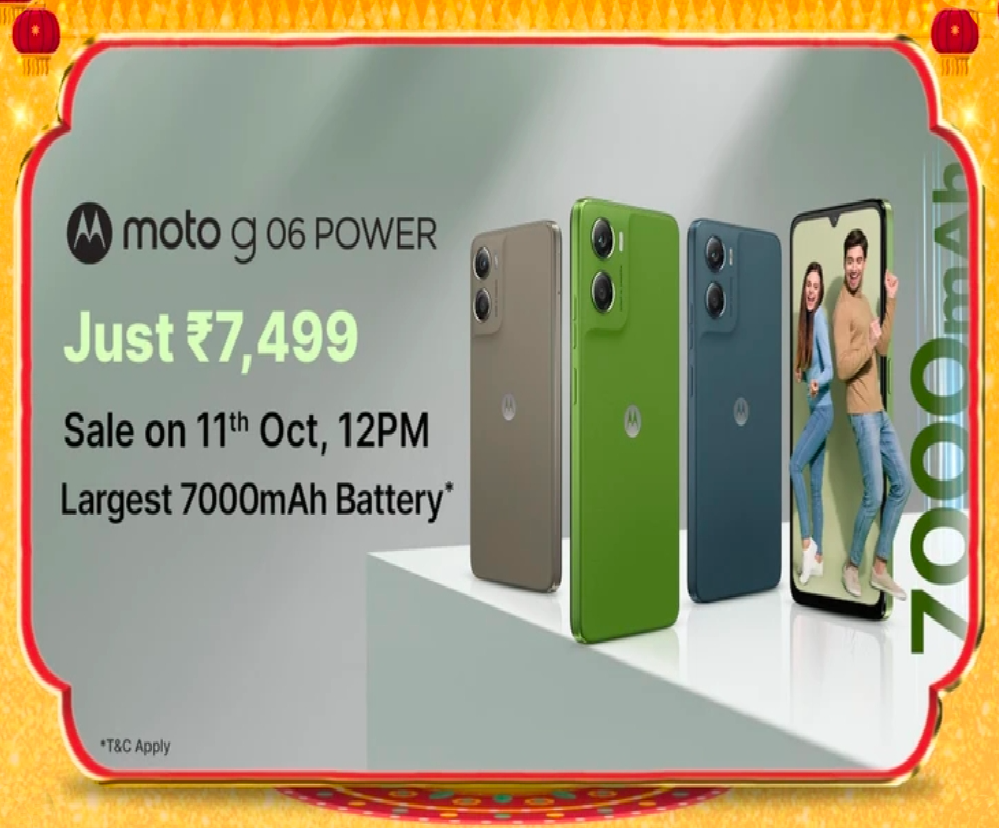 moto g 06 POWER
Just ₹7,499
Sale on 11th Oct, 12PM
Largest 7000mAh Battery*
7000mAh
*T&C Apply